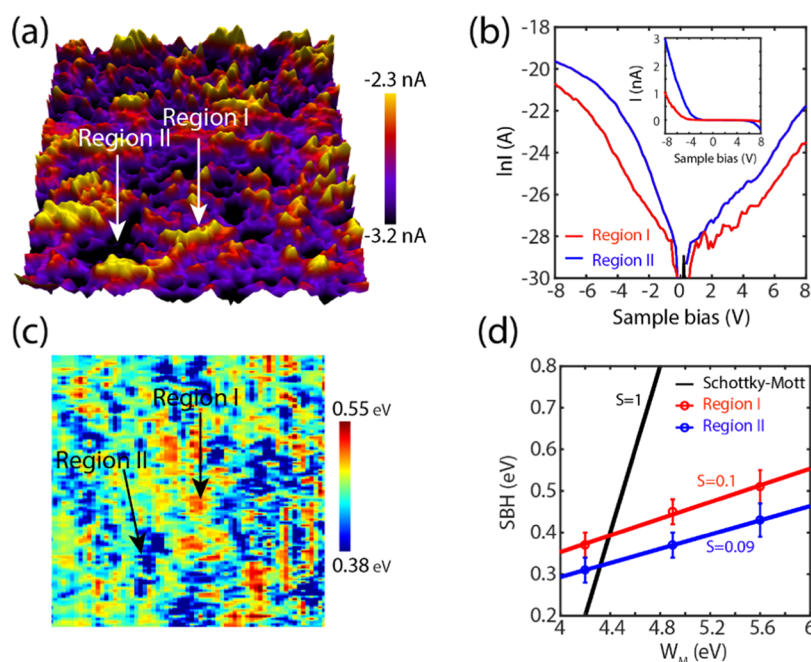 (a)
Region I
Region II
-2.3 nA
-3.2 nA
(b)
lnI (A)
-18
-20
-22
-24
-26
-28
-30
-8 -6 -4 -2 0 2 4 6 8
Sample bias (V)
Region I
Region II
I (nA)
3
2
1
0
-8 -4 0 4 8
Sample bias (V)
(c)
Region I
Region II
0.55 eV
0.38 eV
(d)
SBH (eV)
0.8
0.7
0.6
0.5
0.4
0.3
0.2
4 4.4 4.8 5.2 5.6 6
W_M (eV)
Schottky-Mott
Region I
Region II
S=1
S=0.1
S=0.09